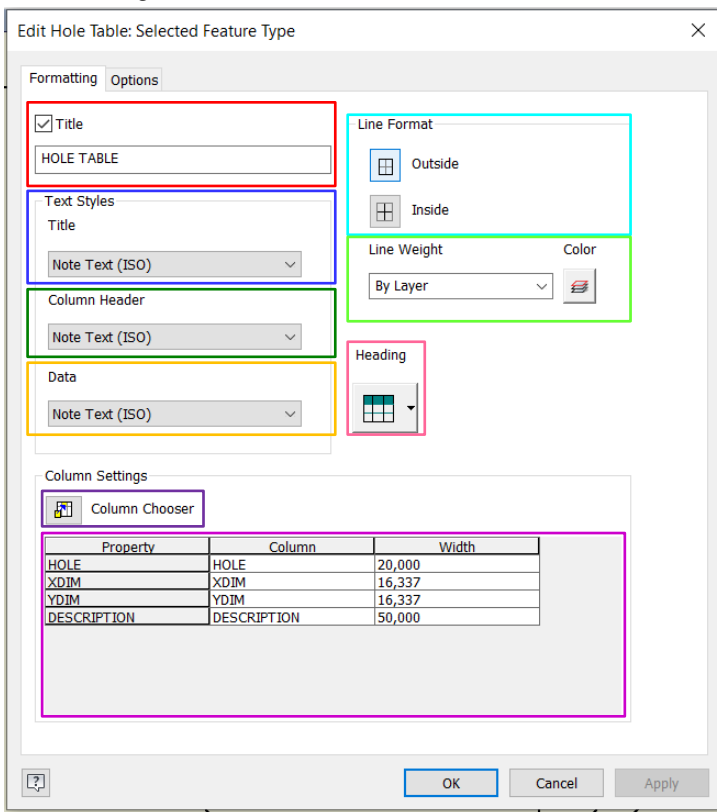 Edit Hole Table: Selected Feature Type
Formatting Options
Title
HOLE TABLE
Text Styles
Title
Note Text (ISO)
Column Header
Note Text (ISO)
Data
Note Text (ISO)
Line Format
Outside
Inside
Line Weight Color
By Layer
Heading
Column Settings
Column Chooser
Property Column Width
HOLE HOLE 20,000
XDIM XDIM 16,337
YDIM YDIM 16,337
DESCRIPTION DESCRIPTION 50,000
OK Cancel Apply